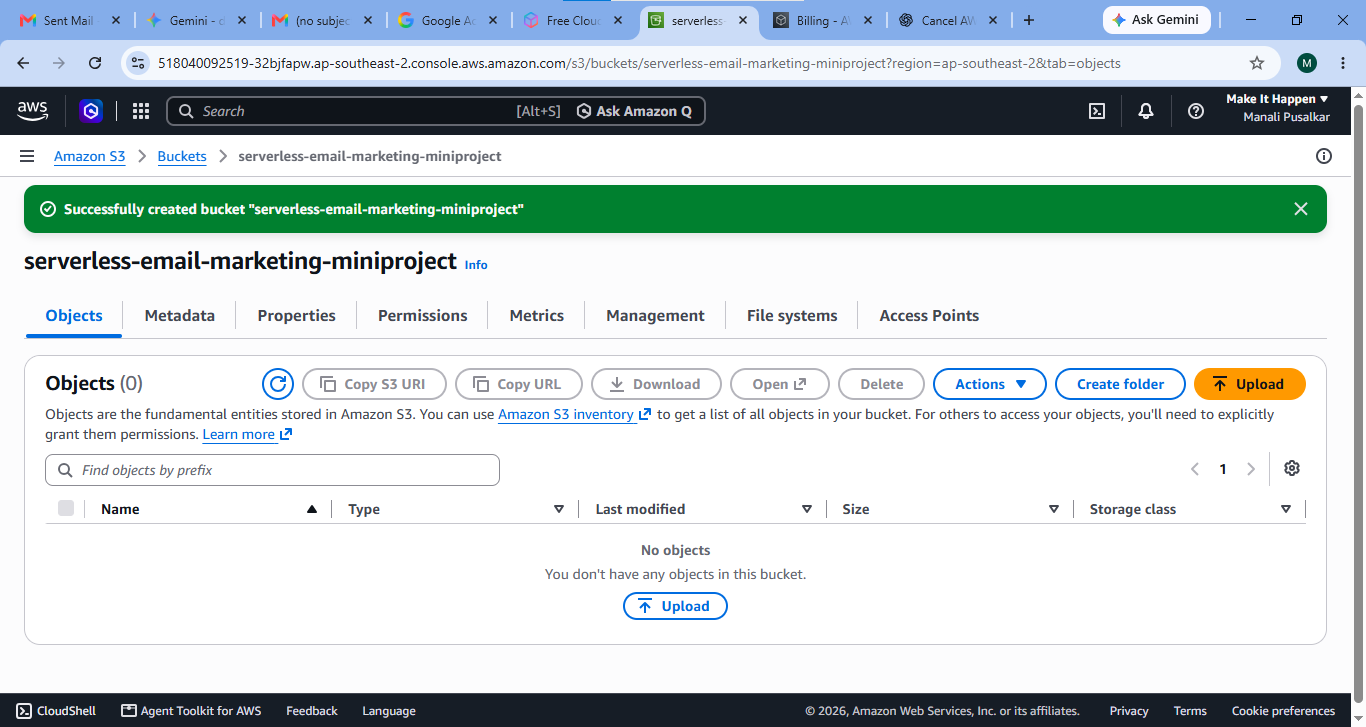 Sent Mail
Gemini - d
(no subjec
Google Ac
Free Clou
serverless-
Billing - A
Cancel AW
Ask Gemini
518040092519-32bjfapw.ap-southeast-2.console.aws.amazon.com/s3/buckets/serverless-email-marketing-miniproject?region=ap-southeast-2&tab=objects
M
aws
Search
[Alt+S]
Ask Amazon Q
Make It Happen
Manali Pusalkar
Amazon S3
Buckets
serverless-email-marketing-miniproject
Successfully created bucket "serverless-email-marketing-miniproject"
serverless-email-marketing-miniproject Info
Objects
Metadata
Properties
Permissions
Metrics
Management
File systems
Access Points
Objects (0)
Copy S3 URI
Copy URL
Download
Open
Delete
Actions
Create folder
Upload
Objects are the fundamental entities stored in Amazon S3. You can use Amazon S3 inventory to get a list of all objects in your bucket. For others to access your objects, you'll need to explicitly
grant them permissions. Learn more
Find objects by prefix
1
Name
Type
Last modified
Size
Storage class
No objects
You don't have any objects in this bucket.
Upload
CloudShell
Agent Toolkit for AWS
Feedback
Language
© 2026, Amazon Web Services, Inc. or its affiliates.
Privacy
Terms
Cookie preferences